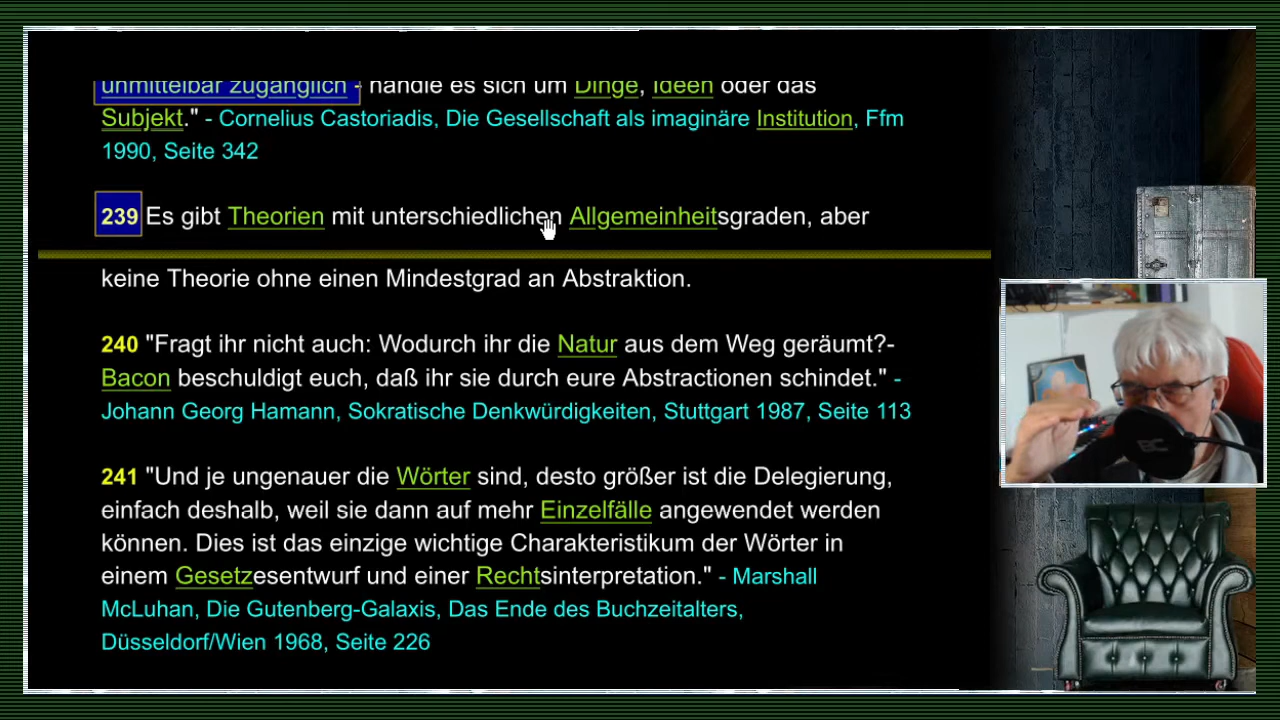 unmittelbar zugänglich - handle es sich um Dinge, Ideen oder das
Subjekt." - Cornelius Castoriadis, Die Gesellschaft als imaginäre Institution, Ffm
1990, Seite 342
239 Es gibt Theorien mit unterschiedlichen Allgemeinheitsgraden, aber
keine Theorie ohne einen Mindestgrad an Abstraktion.
240 "Fragt ihr nicht auch: Wodurch ihr die Natur aus dem Weg geräumt?-
Bacon beschuldigt euch, daß ihr sie durch eure Abstractionen schindet." -
Johann Georg Hamann, Sokratische Denkwürdigkeiten, Stuttgart 1987, Seite 113
241 "Und je ungenauer die Wörter sind, desto größer ist die Delegierung,
einfach deshalb, weil sie dann auf mehr Einzelfälle angewendet werden
können. Dies ist das einzige wichtige Charakteristikum der Wörter in
einem Gesetzesentwurf und einer Rechtsinterpretation." - Marshall
McLuhan, Die Gutenberg-Galaxis, Das Ende des Buchzeitalters,
Düsseldorf/Wien 1968, Seite 226